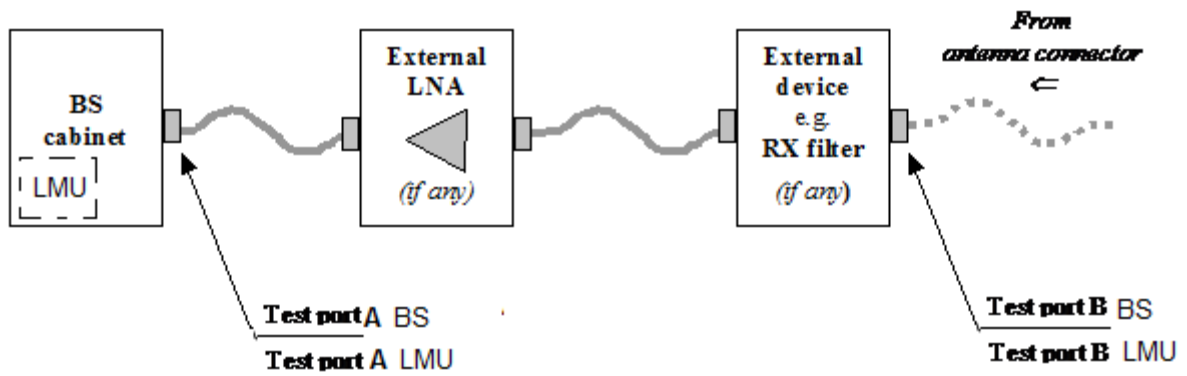 BS
cabinet
LMU
External
LNA
(if any)
External
device
e.g.
RX filter
(if any)
From
antenna connector
⇐
Test port A BS
Test port A LMU
Test port B BS
Test port B LMU